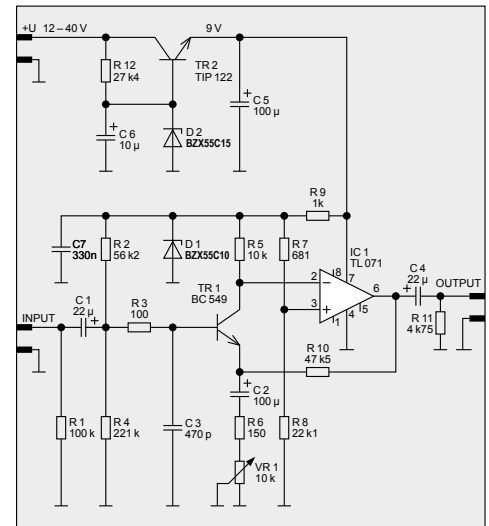 +U 12–40 V
9 V
R 12
27 k4
TR 2
TIP 122
C 5
100 µ
+
C 6
10 µ
+
D 2
BZX55C15
R 9
1k
C7
330n
R 2
56 k2
D 1
BZX55C10
R 5
10 k
R 7
681
IC 1
TL 071
8
7
2
–
3
+
6
1
4
5
C 4
22 µ
+
OUTPUT
R 11
4 k75
TR 1
BC 549
INPUT
C 1
22 µ
+
R 3
100
R 10
47 k5
C 2
100 µ
+
R 1
100 k
R 4
221 k
C 3
470 p
R 6
150
R 8
22 k1
VR 1
10 k